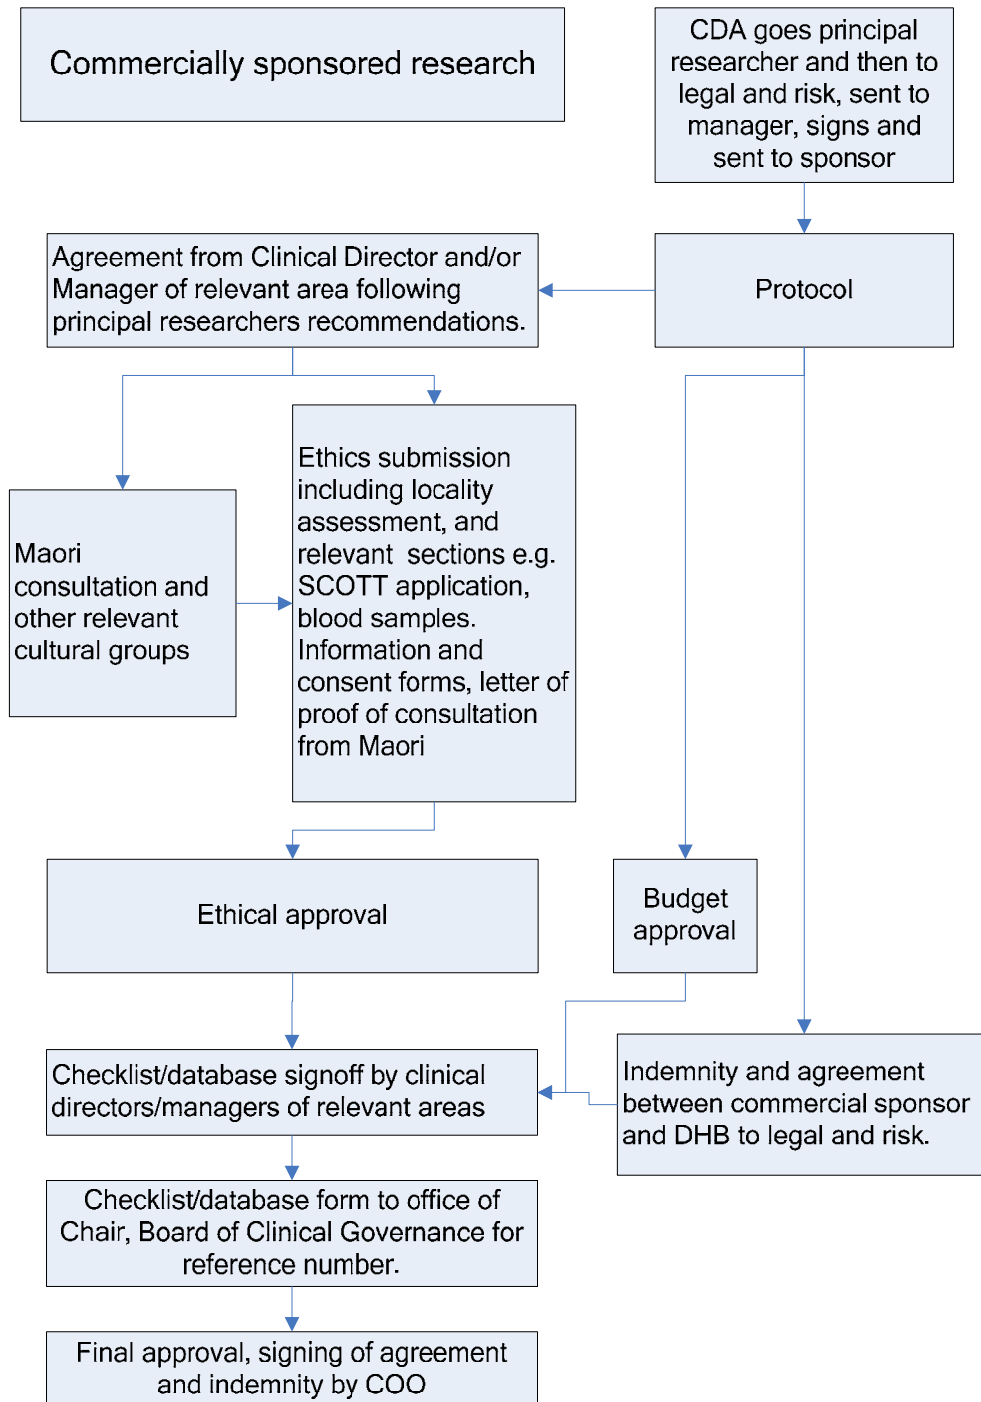 Commercially sponsored research
CDA goes principal
researcher and then to
legal and risk, sent to
manager, signs and
sent to sponsor
Agreement from Clinical Director and/or
Manager of relevant area following
principal researchers recommendations.
Protocol
Maori
consultation and
other relevant
cultural groups
Ethics submission
including locality
assessment, and
relevant sections e.g.
SCOTT application,
blood samples.
Information and
consent forms, letter of
proof of consultation
from Maori
Ethical approval
Budget
approval
Checklist/database signoff by clinical
directors/managers of relevant areas
Indemnity and agreement
between commercial sponsor
and DHB to legal and risk.
Checklist/database form to office of
Chair, Board of Clinical Governance for
reference number.
Final approval, signing of agreement
and indemnity by COO